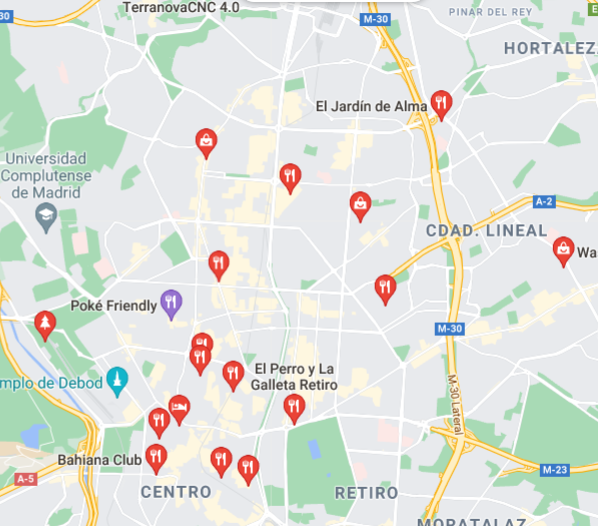 TerranovaCNC 4.0
30
M-30
PINAR DEL REY
E
HORTALEZ
El Jardín de Alma
Universidad
Complutense
de Madrid
A-2
CDAD. LINEAL
Wa
Poké Friendly
M-30
mplo de Debod
El Perro y La
Galleta Retiro
M-30 Lateral
Bahiana Club
M-23
A-5
CENTRO
RETIRO
MORATALAZ